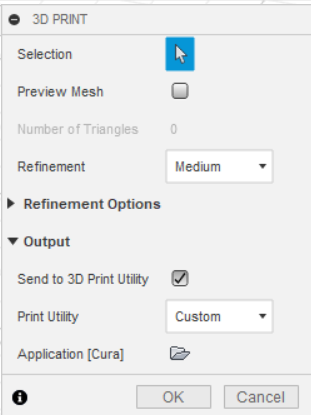 3D PRINT
Selection
Preview Mesh
Number of Triangles 0
Refinement Medium
Refinement Options
Output
Send to 3D Print Utility
Print Utility Custom
Application [Cura]
OK Cancel